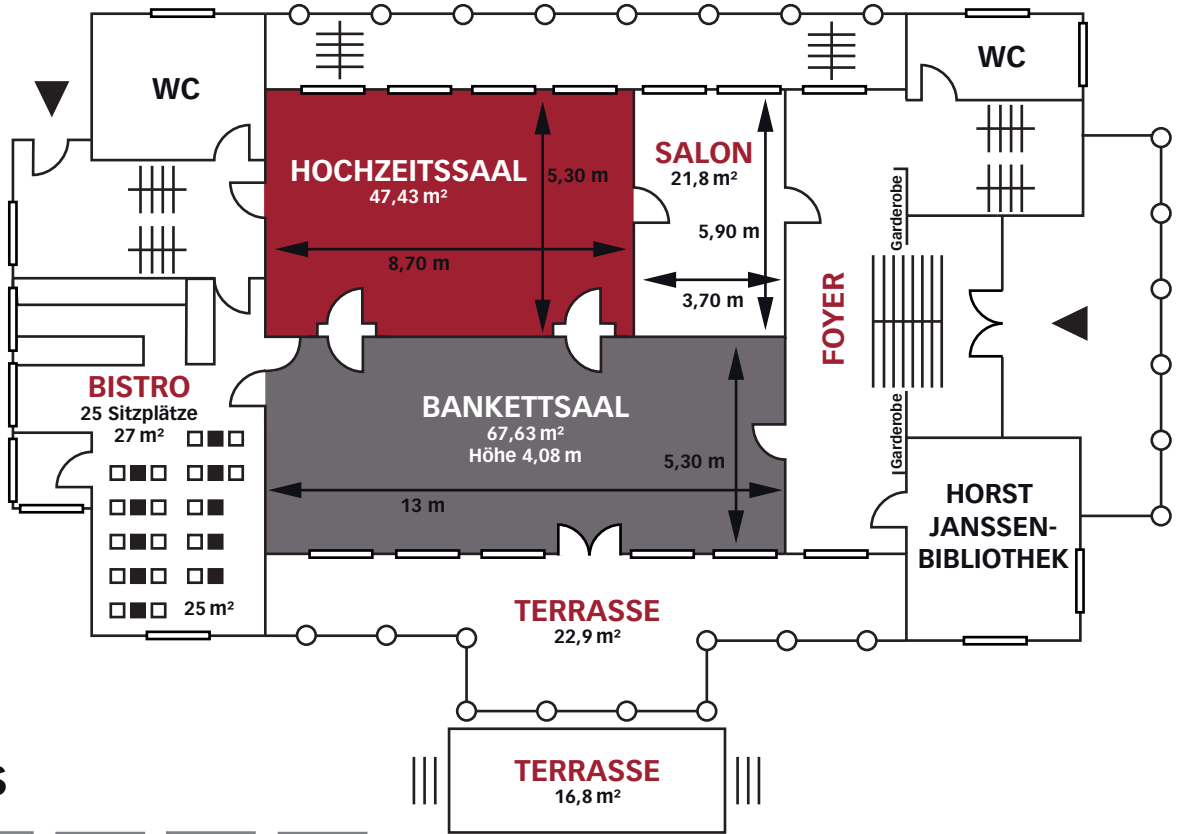 WC
WC
HOCHZEITSSAAL
47,43 m²
5,30 m
8,70 m
SALON
21,8 m²
5,90 m
3,70 m
Garderobe
FOYER
Garderobe
BISTRO
25 Sitzplätze
27 m²
25 m²
BANKETTSAAL
67,63 m²
Höhe 4,08 m
5,30 m
13 m
HORST
JANSSEN-
BIBLIOTHEK
TERRASSE
22,9 m²
TERRASSE
16,8 m²